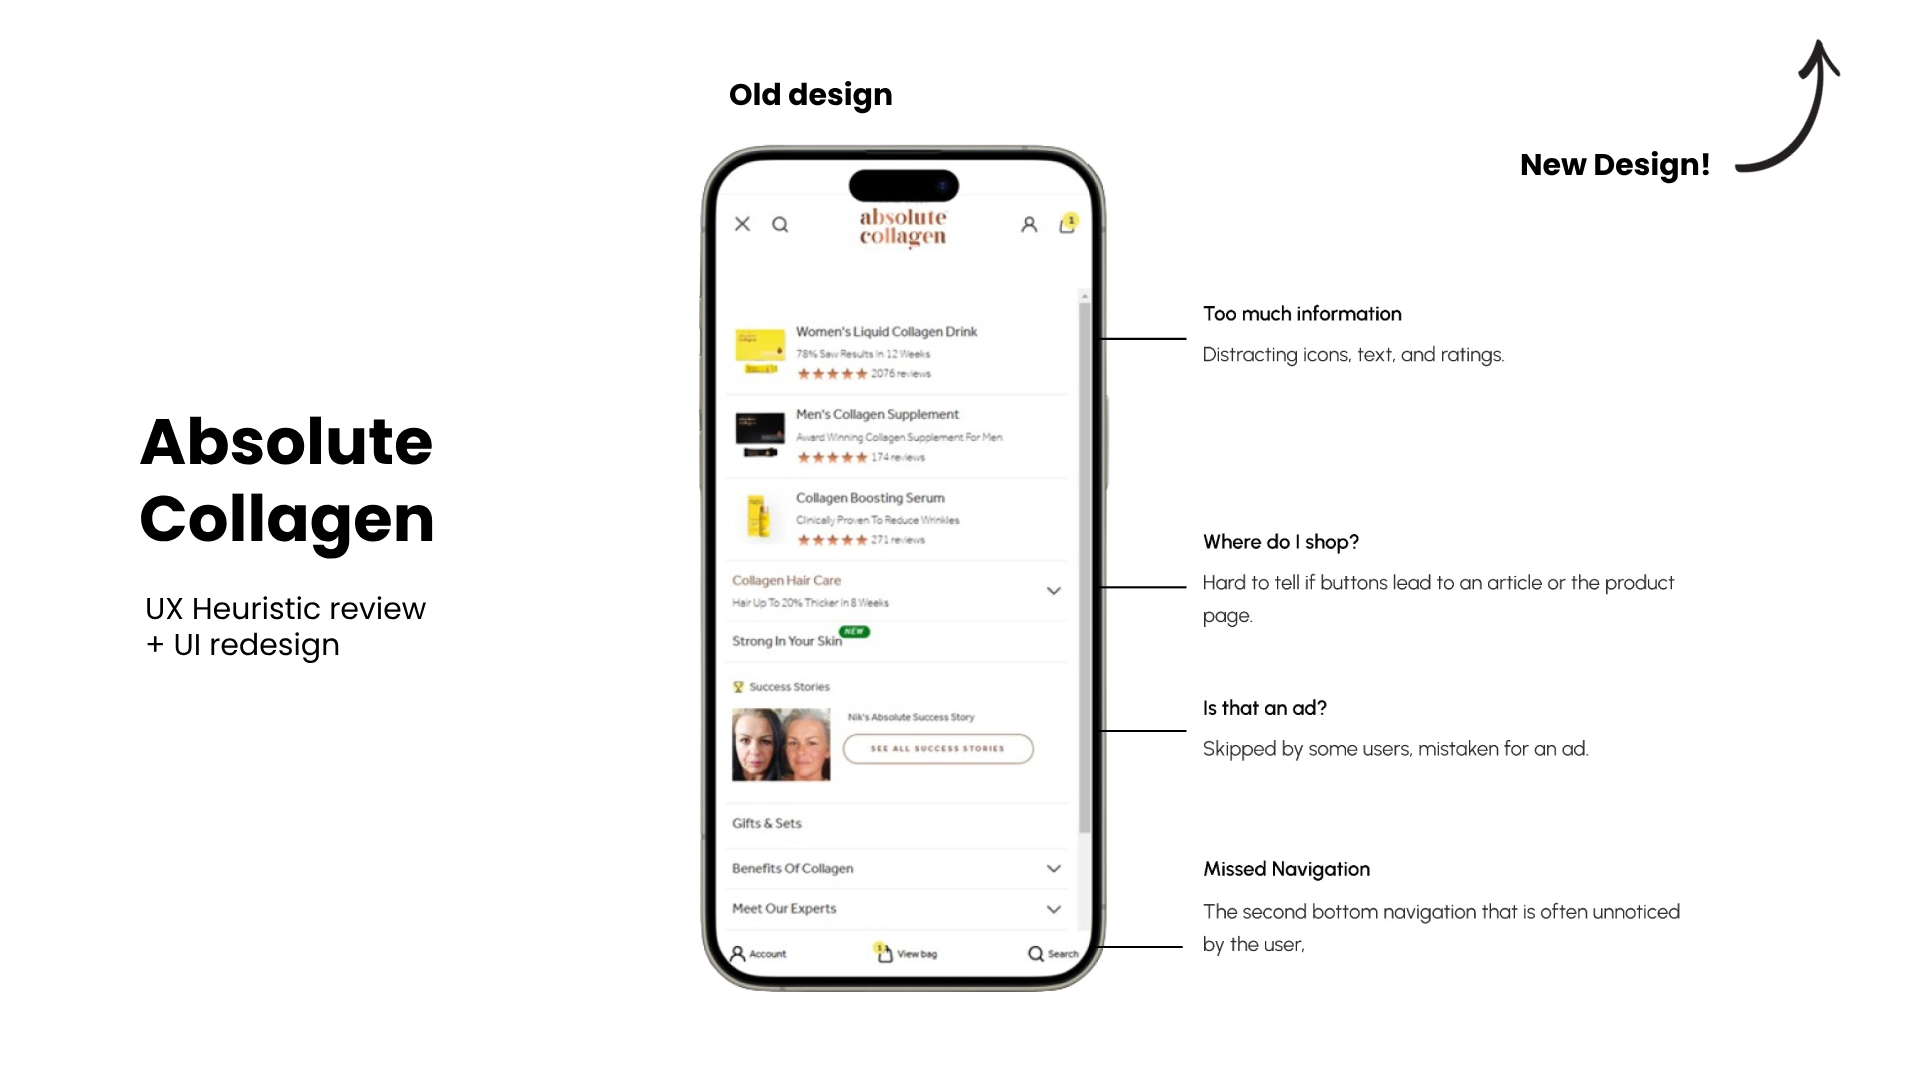 Old design
New Design!
Absolute
Collagen
UX Heuristic review
+ UI redesign
absolute
collagen
1
Women's Liquid Collagen Drink
78% Saw Results In 12 Weeks
2076 reviews
Men's Collagen Supplement
Award Winning Collagen Supplement For Men
174 reviews
Collagen Boosting Serum
Clinically Proven To Reduce Wrinkles
271 reviews
Collagen Hair Care
Hair Up To 20% Thicker In 8 Weeks
Strong In Your Skin NEW
Success Stories
Nik's Absolute Success Story
SEE ALL SUCCESS STORIES
Gifts & Sets
Benefits Of Collagen
Meet Our Experts
Account
1
View bag
Search
Too much information
Distracting icons, text, and ratings.
Where do I shop?
Hard to tell if buttons lead to an article or the product
page.
Is that an ad?
Skipped by some users, mistaken for an ad.
Missed Navigation
The second bottom navigation that is often unnoticed
by the user,